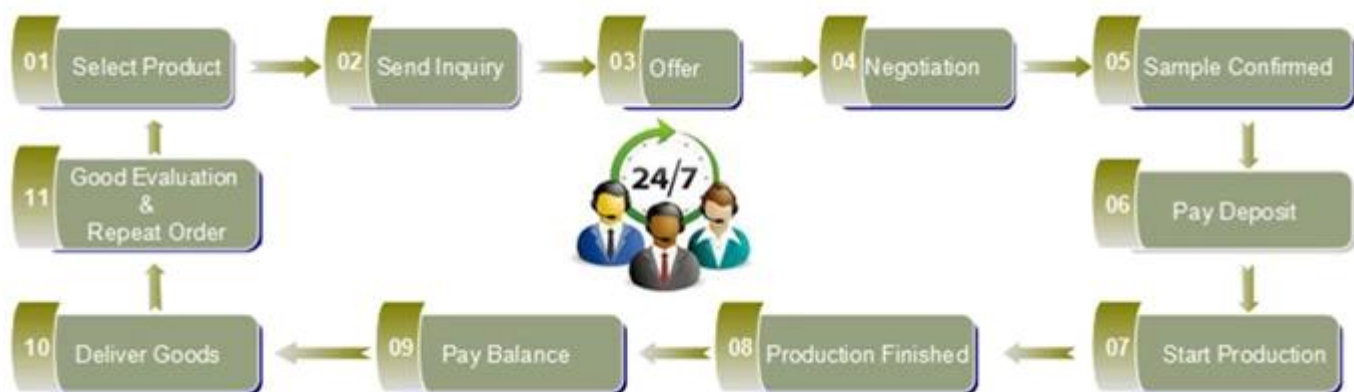 01 Select Product
02 Send Inquiry
03 Offer
04 Negotiation
05 Sample Confirmed
24/7
11 Good Evaluation
&
Repeat Order
06 Pay Deposit
10 Deliver Goods
09 Pay Balance
08 Production Finished
07 Start Production